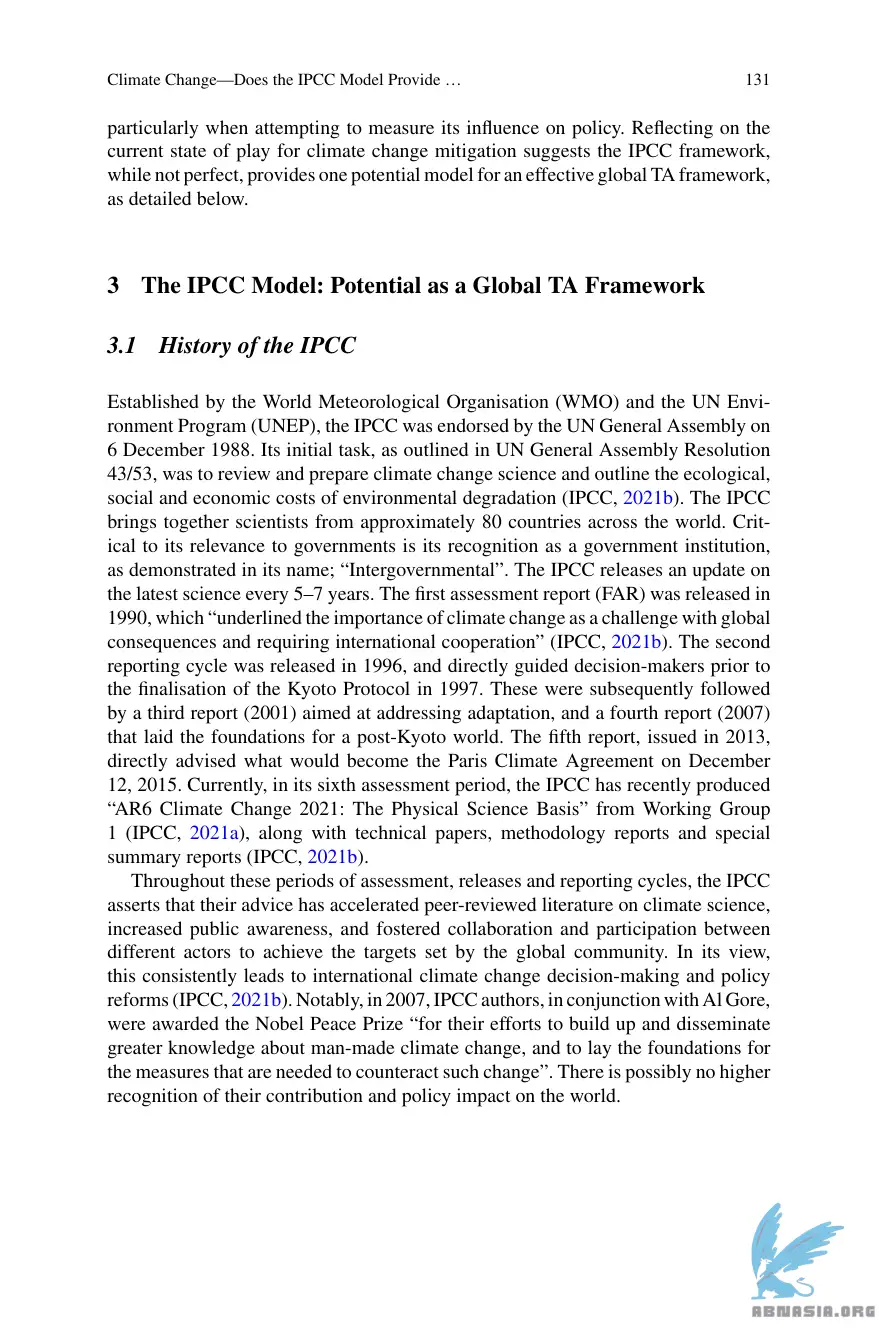 Climate Change—Does the IPCC Model Provide … 131
particularly when attempting to measure its influence on policy. Reflecting on the
current state of play for climate change mitigation suggests the IPCC framework,
while not perfect, provides one potential model for an effective global TA framework,
as detailed below.
3 The IPCC Model: Potential as a Global TA Framework
3.1 History of the IPCC
Established by the World Meteorological Organisation (WMO) and the UN Envi-
ronment Program (UNEP), the IPCC was endorsed by the UN General Assembly on
6 December 1988. Its initial task, as outlined in UN General Assembly Resolution
43/53, was to review and prepare climate change science and outline the ecological,
social and economic costs of environmental degradation (IPCC, 2021b). The IPCC
brings together scientists from approximately 80 countries across the world. Crit-
ical to its relevance to governments is its recognition as a government institution,
as demonstrated in its name; “Intergovernmental”. The IPCC releases an update on
the latest science every 5–7 years. The first assessment report (FAR) was released in
1990, which “underlined the importance of climate change as a challenge with global
consequences and requiring international cooperation” (IPCC, 2021b). The second
reporting cycle was released in 1996, and directly guided decision-makers prior to
the finalisation of the Kyoto Protocol in 1997. These were subsequently followed
by a third report (2001) aimed at addressing adaptation, and a fourth report (2007)
that laid the foundations for a post-Kyoto world. The fifth report, issued in 2013,
directly advised what would become the Paris Climate Agreement on December
12, 2015. Currently, in its sixth assessment period, the IPCC has recently produced
“AR6 Climate Change 2021: The Physical Science Basis” from Working Group
1 (IPCC, 2021a), along with technical papers, methodology reports and special
summary reports (IPCC, 2021b).
Throughout these periods of assessment, releases and reporting cycles, the IPCC
asserts that their advice has accelerated peer-reviewed literature on climate science,
increased public awareness, and fostered collaboration and participation between
different actors to achieve the targets set by the global community. In its view,
this consistently leads to international climate change decision-making and policy
reforms (IPCC, 2021b). Notably, in 2007, IPCC authors, in conjunction with Al Gore,
were awarded the Nobel Peace Prize “for their efforts to build up and disseminate
greater knowledge about man-made climate change, and to lay the foundations for
the measures that are needed to counteract such change”. There is possibly no higher
recognition of their contribution and policy impact on the world.
ABNASIA.ORG